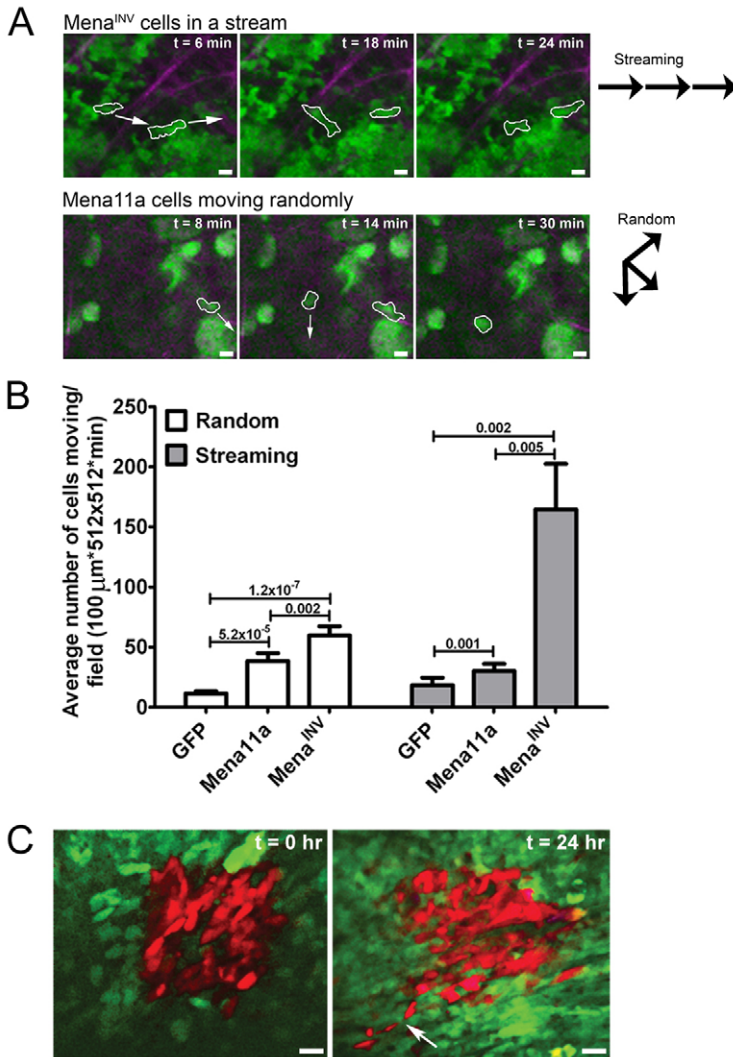 A
Mena^INV cells in a stream
t = 6 min
t = 18 min
t = 24 min
Streaming
Mena11a cells moving randomly
t = 8 min
t = 14 min
t = 30 min
Random
B
Average number of cells moving/
field (100 µm*512x512*min)
250
200
150
100
50
0
Random
Streaming
0.002
0.005
1.2x10^-7
0.002
5.2x10^-5
0.001
GFP
Mena11a
Mena^INV
GFP
Mena11a
Mena^INV
C
t = 0 hr
t = 24 hr